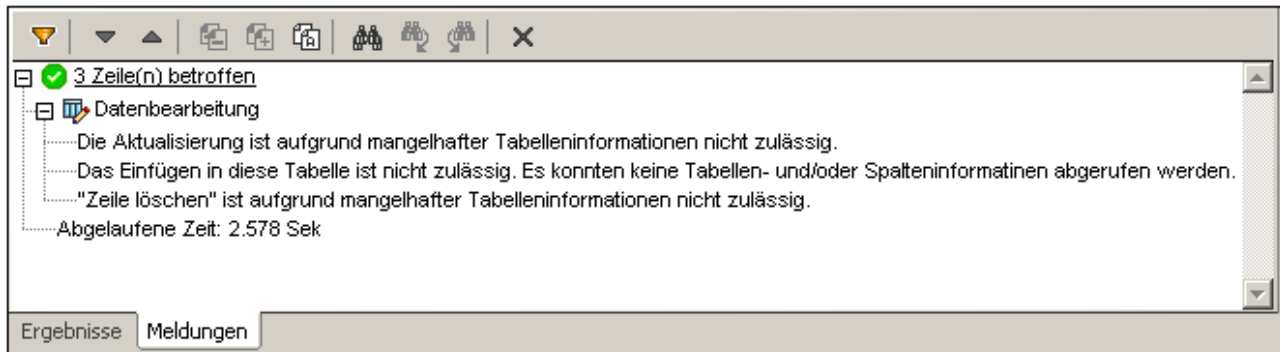 3 Zeile(n) betroffen
Datenbearbeitung
Die Aktualisierung ist aufgrund mangelhafter Tabelleninformationen nicht zulässig.
Das Einfügen in diese Tabelle ist nicht zulässig. Es konnten keine Tabellen- und/oder Spalteninformatinen abgerufen werden.
"Zeile löschen" ist aufgrund mangelhafter Tabelleninformationen nicht zulässig.
Abgelaufene Zeit: 2.578 Sek
Ergebnisse Meldungen